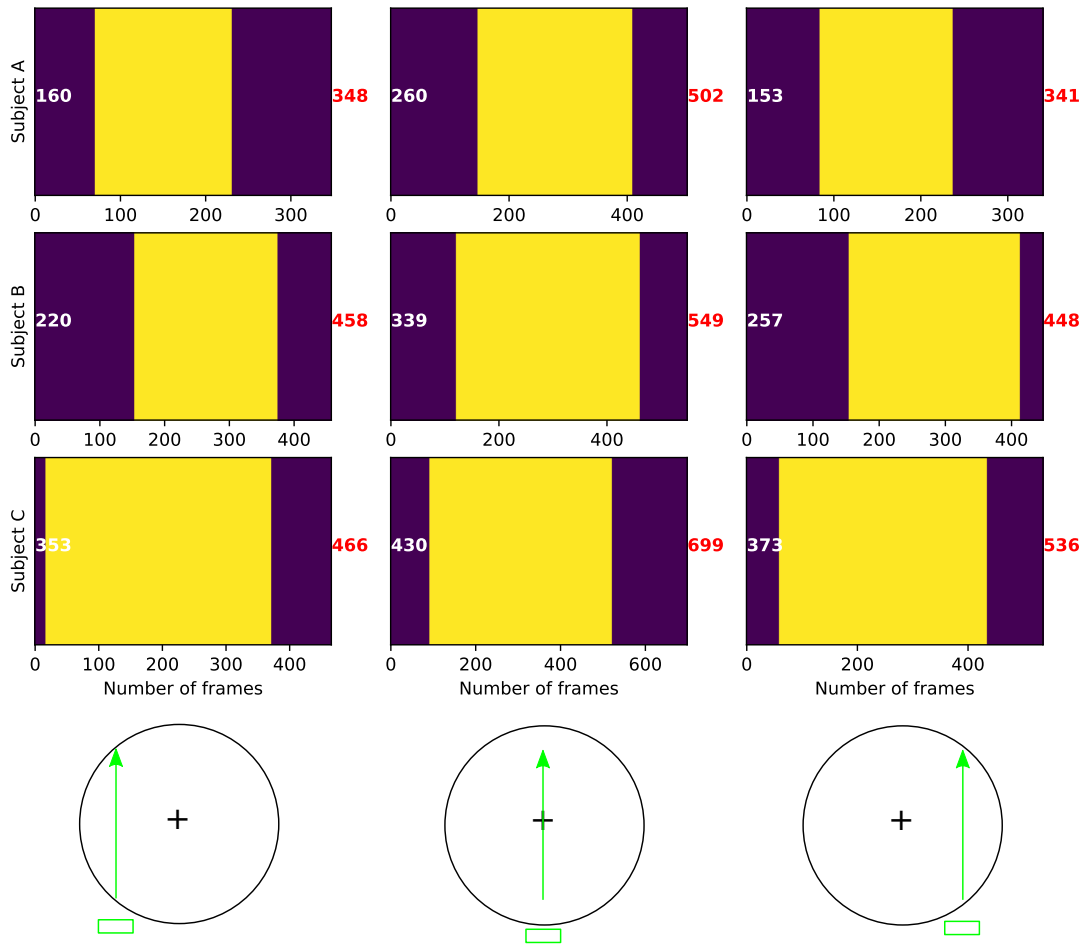 Subject A
160 348 260 502 153 341
0 100 200 300 0 200 400 0 100 200 300
Subject B
220 458 339 549 257 448
0 100 200 300 400 0 200 400 0 100 200 300 400
Subject C
353 466 430 699 373 536
0 100 200 300 400 0 200 400 600 0 200 400
Number of frames Number of frames Number of frames